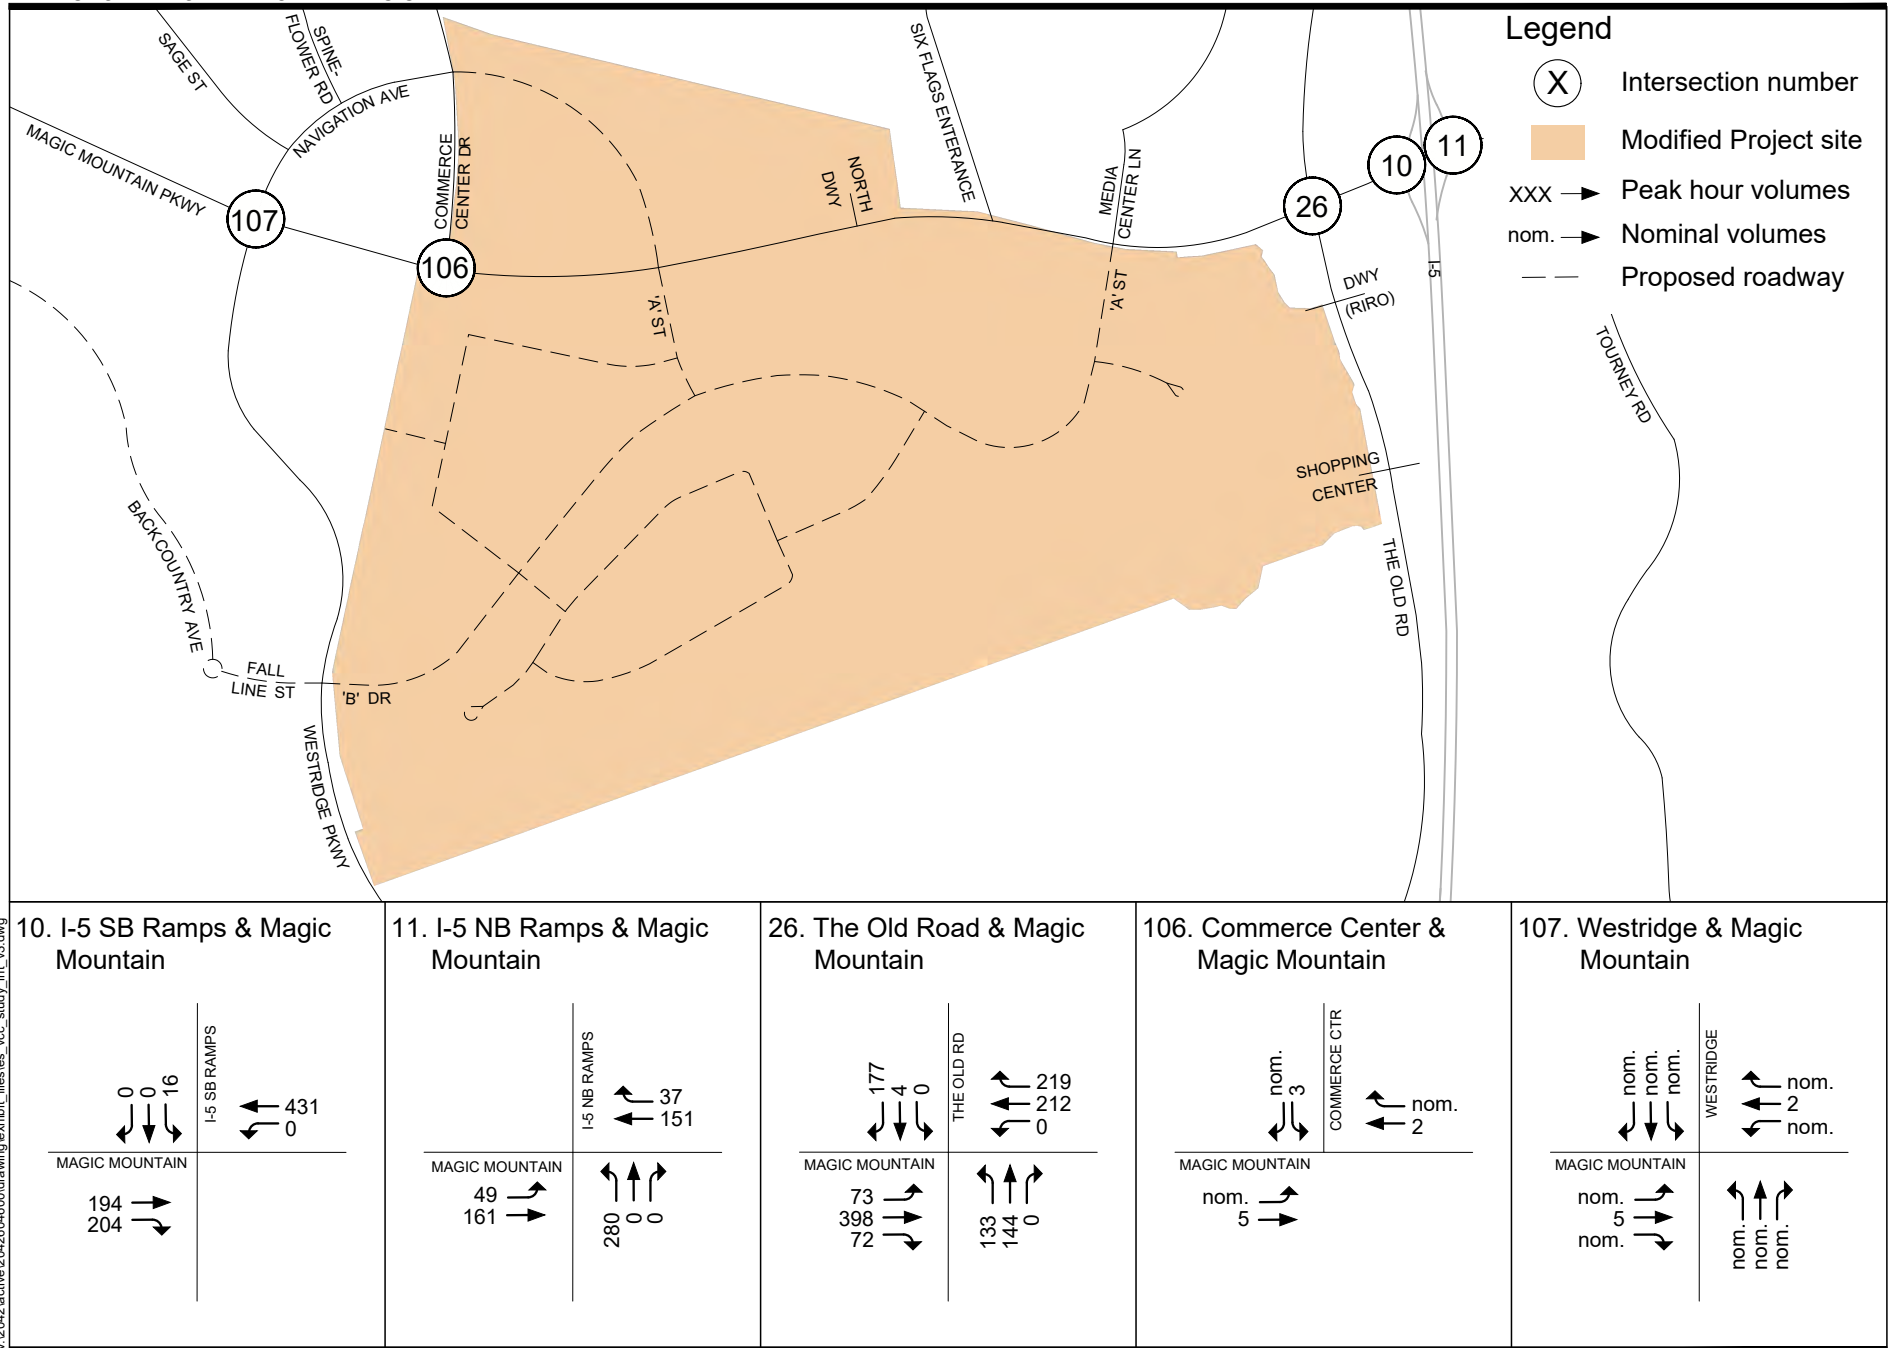 SAGE ST
SPINE-
FLOWER RD
NAVIGATION AVE
MAGIC MOUNTAIN PKWY
COMMERCE
CENTER DR
107
106
NORTH
DWY
SIX FLAGS ENTERANCE
MEDIA
CENTER LN
26
10
11
I-5
'A' ST
'A' ST
DWY
(RIRO)
TOURNEY RD
SHOPPING
CENTER
THE OLD RD
BACKCOUNTRY AVE
FALL
LINE ST
'B' DR
WESTRIDGE PKWY
Legend
X Intersection number
Modified Project site
XXX Peak hour volumes
nom. Nominal volumes
Proposed roadway
10. I-5 SB Ramps & Magic
Mountain
0 0 16
I-5 SB RAMPS
431
0
MAGIC MOUNTAIN
194
204
11. I-5 NB Ramps & Magic
Mountain
I-5 NB RAMPS
37
151
MAGIC MOUNTAIN
49
161
280 0 0
26. The Old Road & Magic
Mountain
177 4 0
THE OLD RD
219
212
0
MAGIC MOUNTAIN
73
398
72
133 144 0
106. Commerce Center &
Magic Mountain
nom. 3
COMMERCE CTR
nom.
2
MAGIC MOUNTAIN
nom.
5
107. Westridge & Magic
Mountain
nom. nom. nom.
WESTRIDGE
nom.
2
nom.
MAGIC MOUNTAIN
nom.
5
nom.
nom. nom. nom.